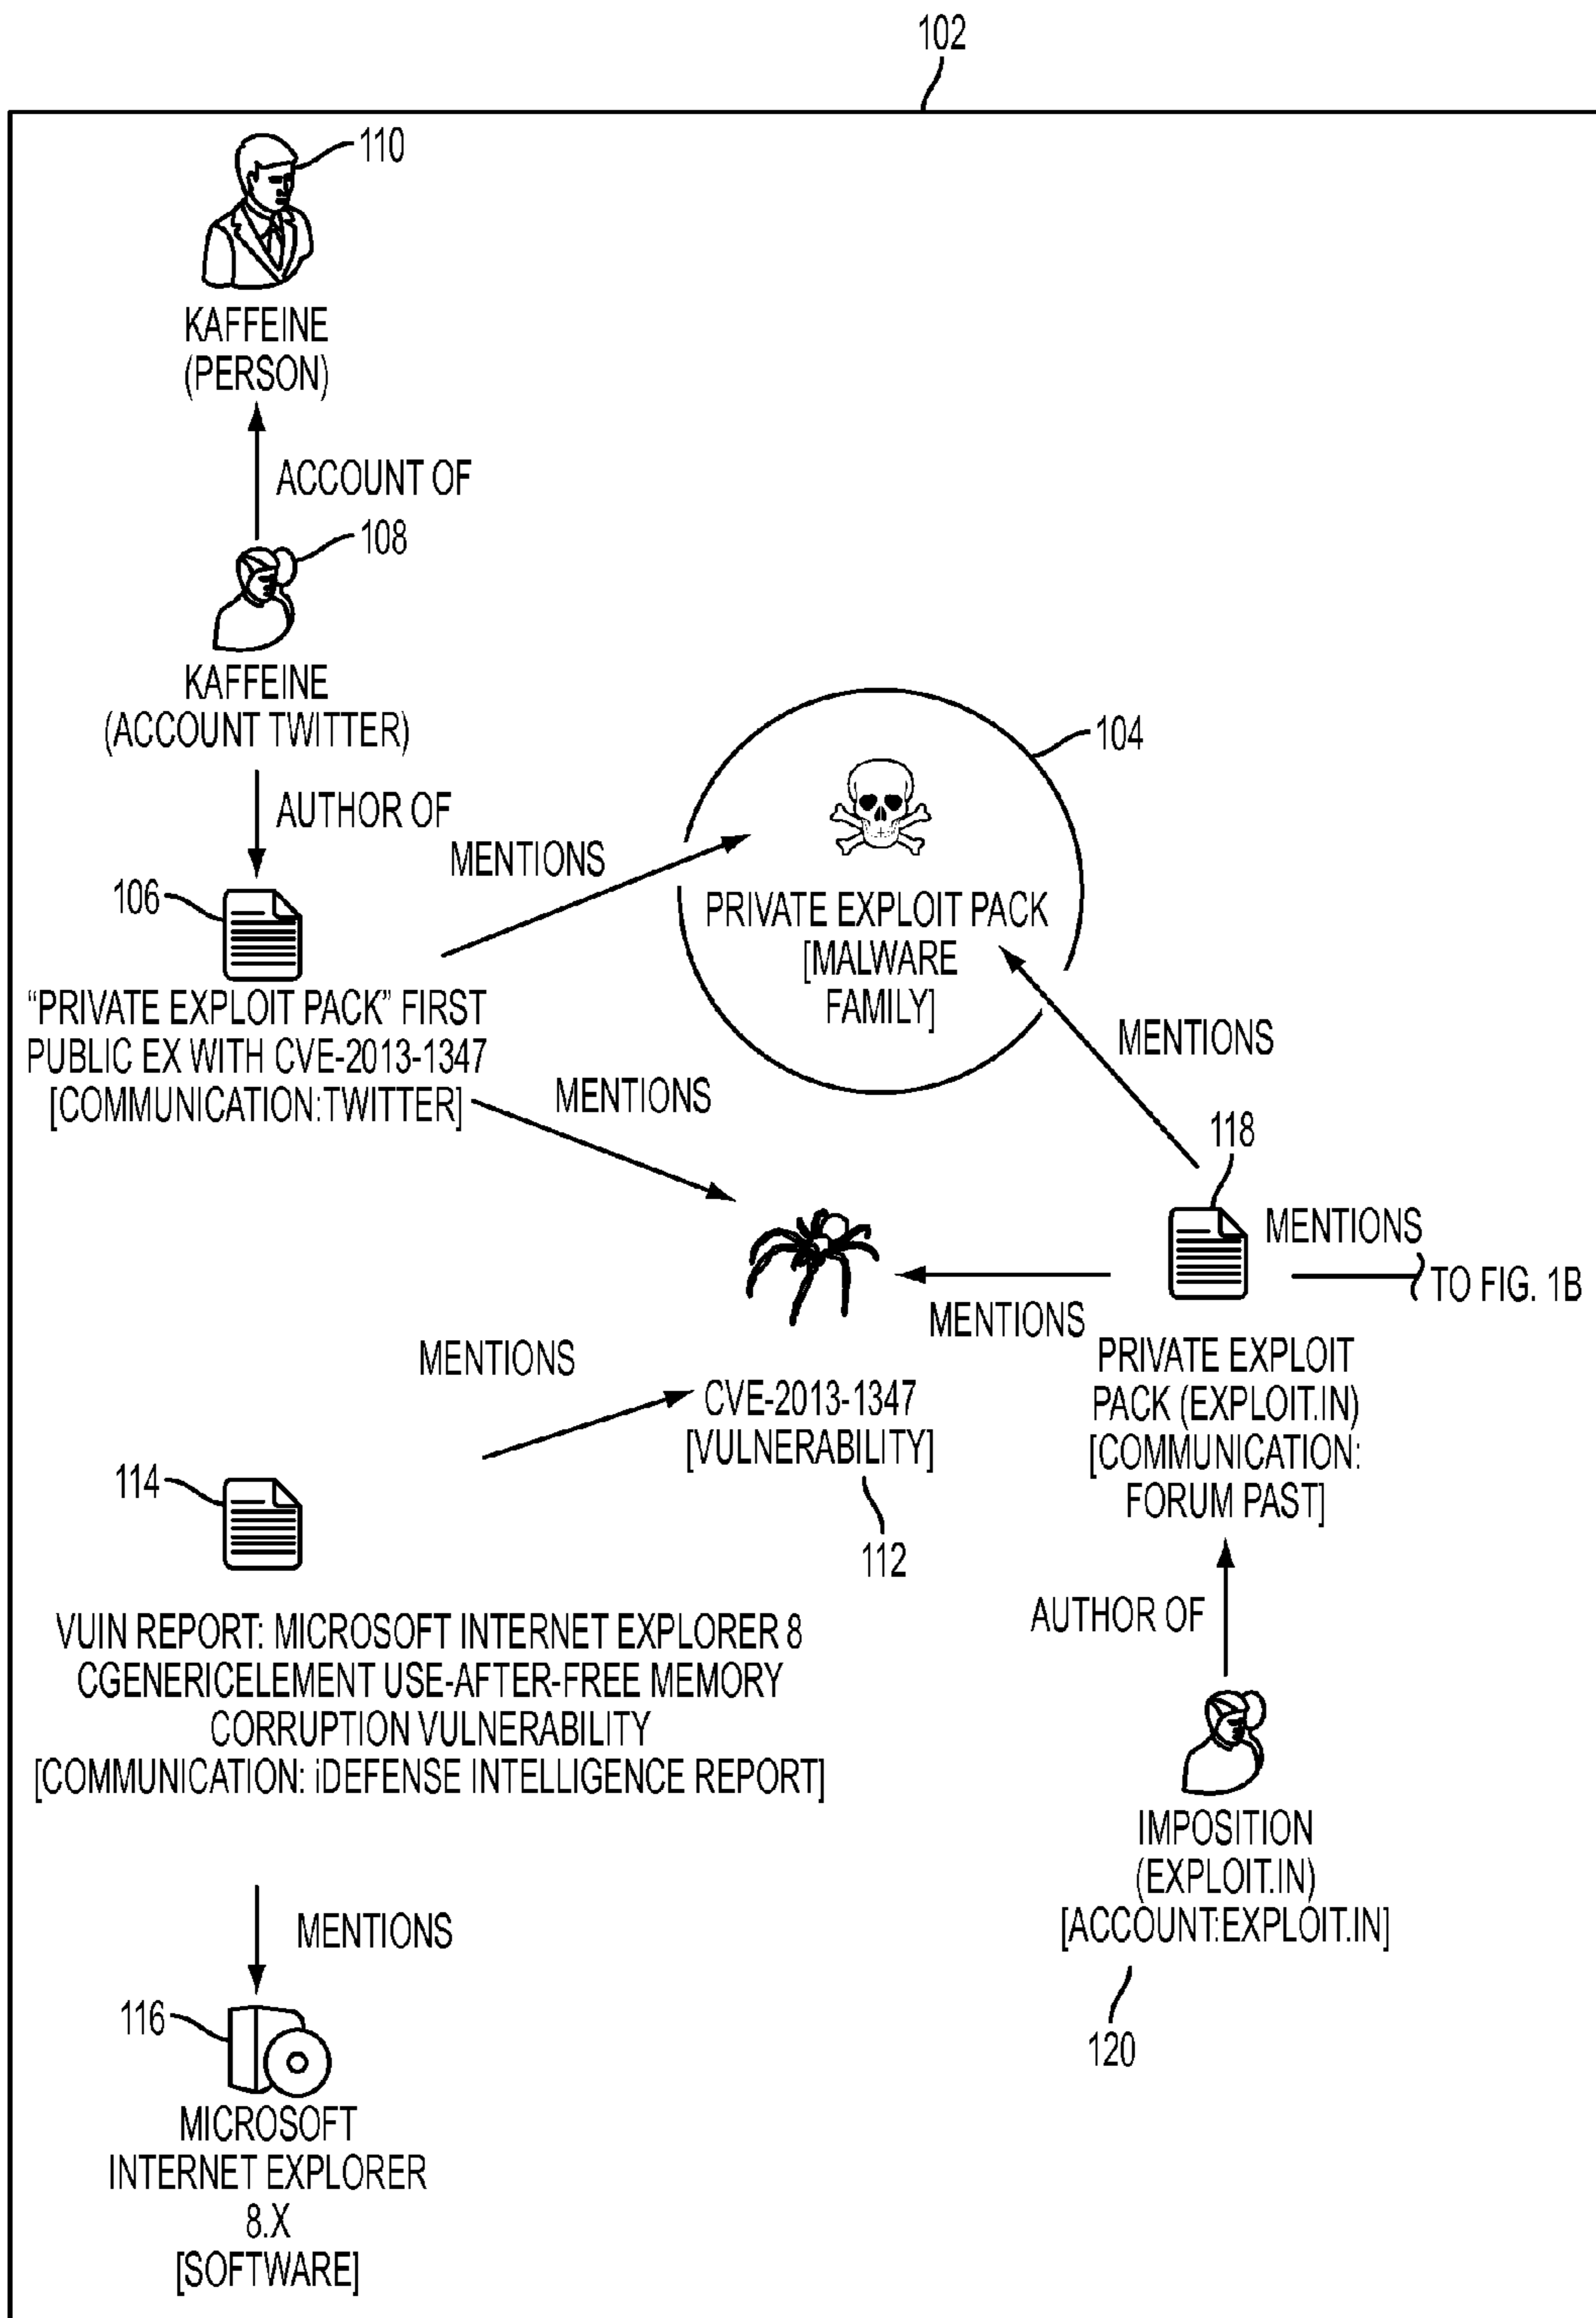 102
110
KAFFEINE
(PERSON)
ACCOUNT OF
108
KAFFEINE
(ACCOUNT TWITTER)
AUTHOR OF
MENTIONS
104
PRIVATE EXPLOIT PACK
[MALWARE
FAMILY]
106
"PRIVATE EXPLOIT PACK" FIRST
PUBLIC EX WITH CVE-2013-1347
[COMMUNICATION:TWITTER]
MENTIONS
MENTIONS
118
MENTIONS
TO FIG. 1B
MENTIONS
PRIVATE EXPLOIT
PACK (EXPLOIT.IN)
[COMMUNICATION:
FORUM PAST]
MENTIONS
CVE-2013-1347
[VULNERABILITY]
112
114
VUIN REPORT: MICROSOFT INTERNET EXPLORER 8
CGENERICELEMENT USE-AFTER-FREE MEMORY
CORRUPTION VULNERABILITY
[COMMUNICATION: iDEFENSE INTELLIGENCE REPORT]
AUTHOR OF
IMPOSITION
(EXPLOIT.IN)
[ACCOUNT:EXPLOIT.IN]
120
MENTIONS
116
MICROSOFT
INTERNET EXPLORER
8.X
[SOFTWARE]